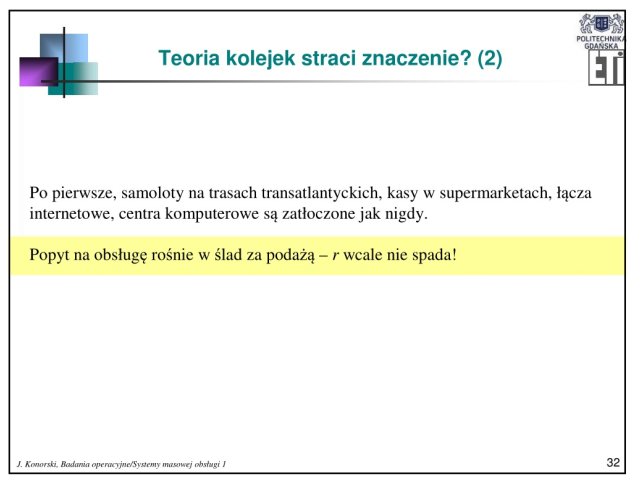 POLITECHNIKA
GDAŃSKA
ETI
Teoria kolejek straci znaczenie? (2)
Po pierwsze, samoloty na trasach transatlantyckich, kasy w supermarketach, łącza
internetowe, centra komputerowe są zatłoczone jak nigdy.
Popyt na obsługę rośnie w ślad za podażą – r wcale nie spada!
J. Konorski, Badania operacyjne/Systemy masowej obsługi 1
32